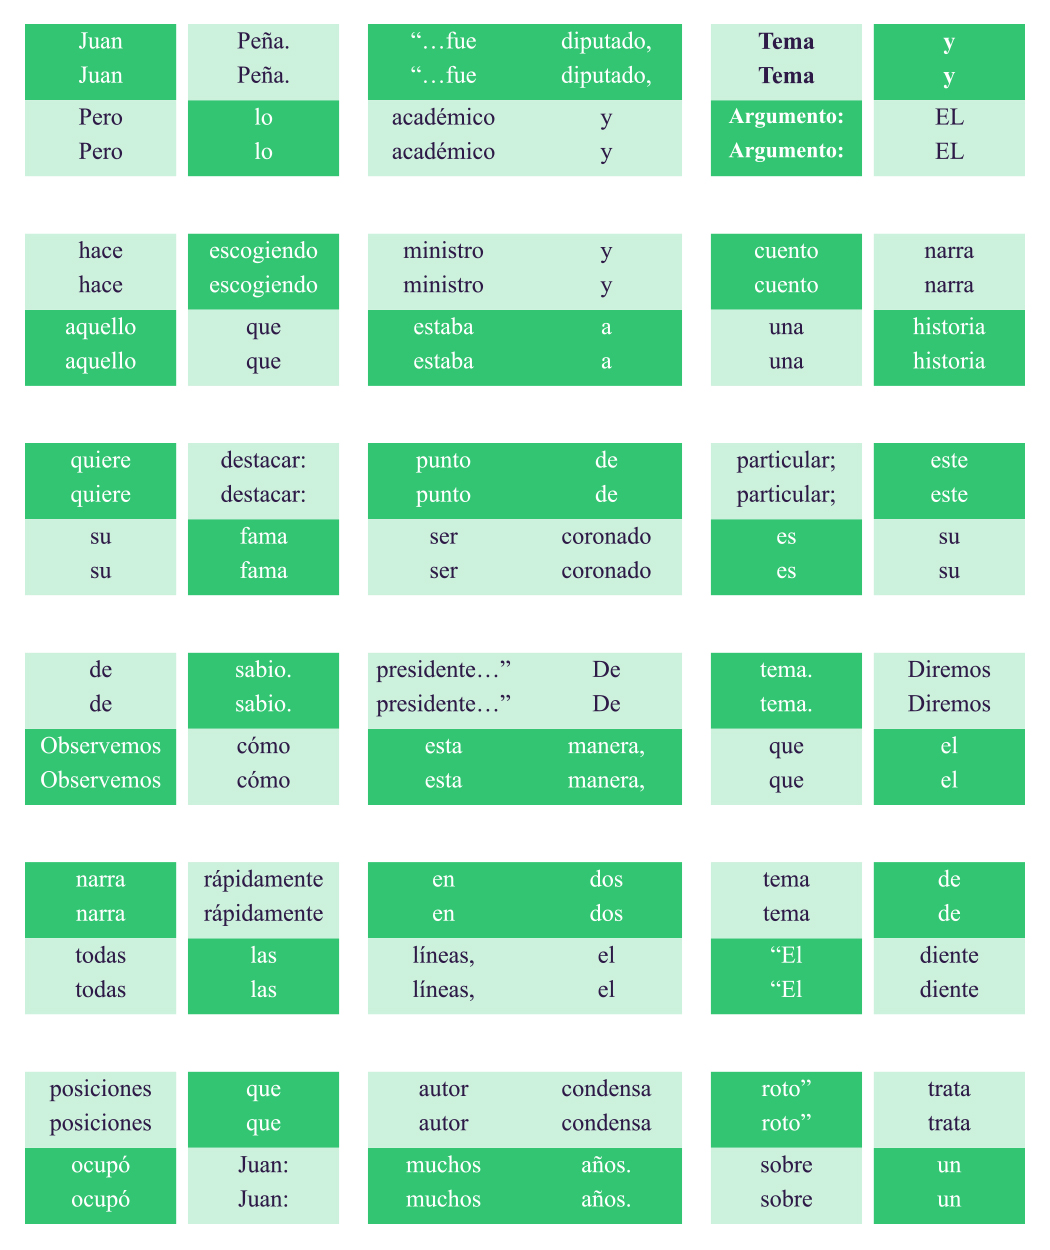 Juan Peña.
Juan Peña.
Pero lo
Pero lo
hace escogiendo
hace escogiendo
aquello que
aquello que
quiere destacar:
quiere destacar:
su fama
su fama
de sabio.
de sabio.
Observemos cómo
Observemos cómo
narra rápidamente
narra rápidamente
todas las
todas las
posiciones que
posiciones que
ocupó Juan:
ocupó Juan:
“…fue diputado,
“…fue diputado,
académico y
académico y
ministro y
ministro y
estaba a
estaba a
punto de
punto de
ser coronado
ser coronado
presidente…” De
presidente…” De
esta manera,
esta manera,
en dos
en dos
líneas, el
líneas, el
autor condensa
autor condensa
muchos años.
muchos años.
Tema y
Tema y
Argumento: EL
Argumento: EL
cuento narra
cuento narra
una historia
una historia
particular; este
particular; este
es su
es su
tema. Diremos
tema. Diremos
que el
que el
tema de
tema de
“El diente
“El diente
roto” trata
roto” trata
sobre un
sobre un